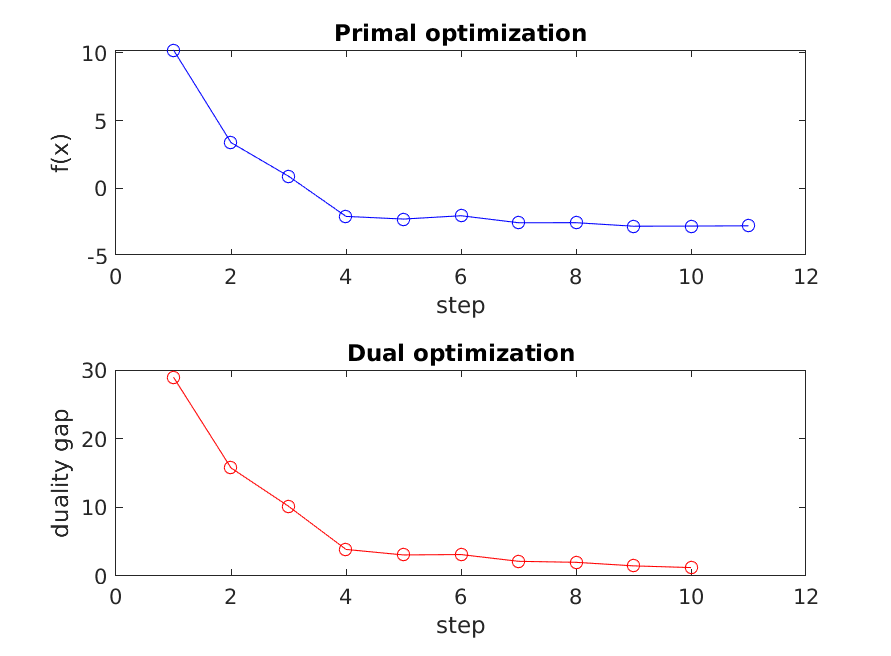 Primal optimization
10
5
0
-5
f(x)
0 2 4 6 8 10 12
step
Dual optimization
30
20
10
0
duality gap
0 2 4 6 8 10 12
step